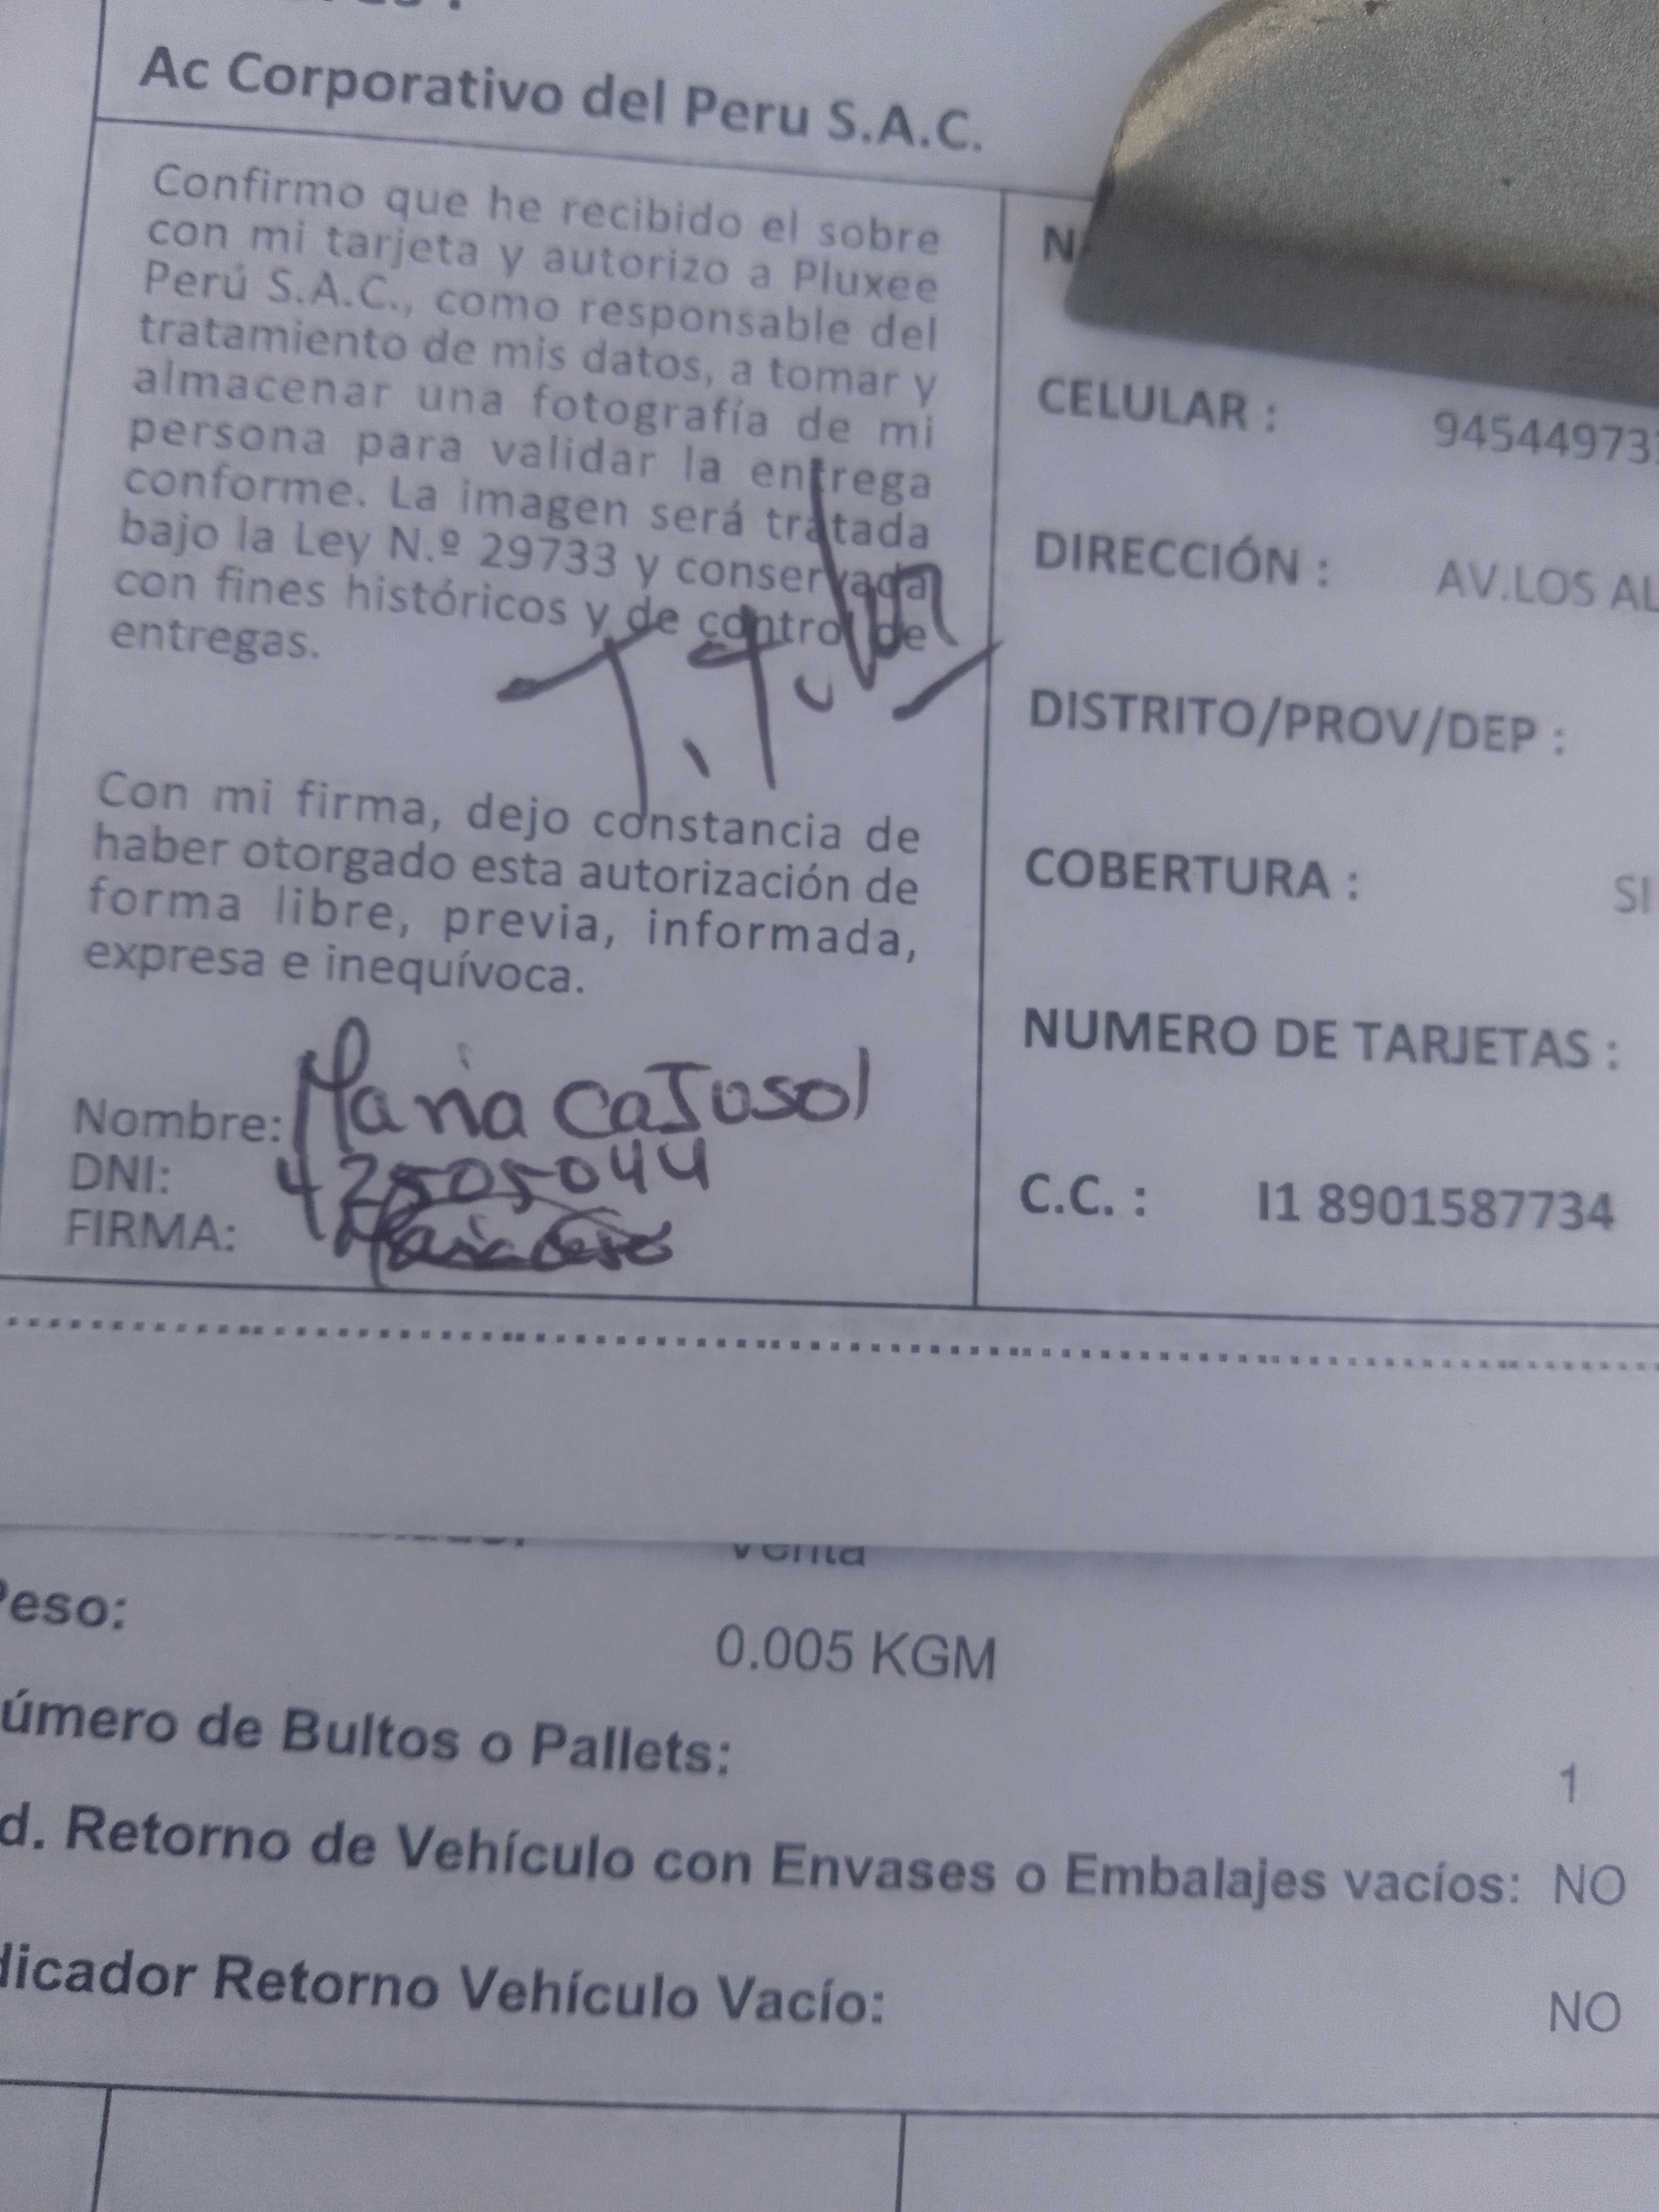 Ac Corporativo del Peru S.A.C.
Confirmo que he recibido el sobre
con mi tarjeta y autorizo a Pluxee
Perú S.A.C., como responsable del
tratamiento de mis datos, a tomar y
almacenar una fotografía de mi
persona para validar la entrega
conforme. La imagen será tratada
bajo la Ley N.º 29733 y conservada
con fines históricos y de control de
entregas.
T.
Con mi firma, dejo constancia de
haber otorgado esta autorización de
forma libre, previa, informada,
expresa e inequívoca.
Nombre: Maria CaJusol
DNI: 42505044
FIRMA:
CELULAR : 94544973
DIRECCIÓN : AV.LOS AL
DISTRITO/PROV/DEP :
COBERTURA : SI
NUMERO DE TARJETAS :
C.C. : I1 8901587734
Venta
Peso: 0.005 KGM
úmero de Bultos o Pallets: 1
d. Retorno de Vehículo con Envases o Embalajes vacíos: NO
dicador Retorno Vehículo Vacío: NO